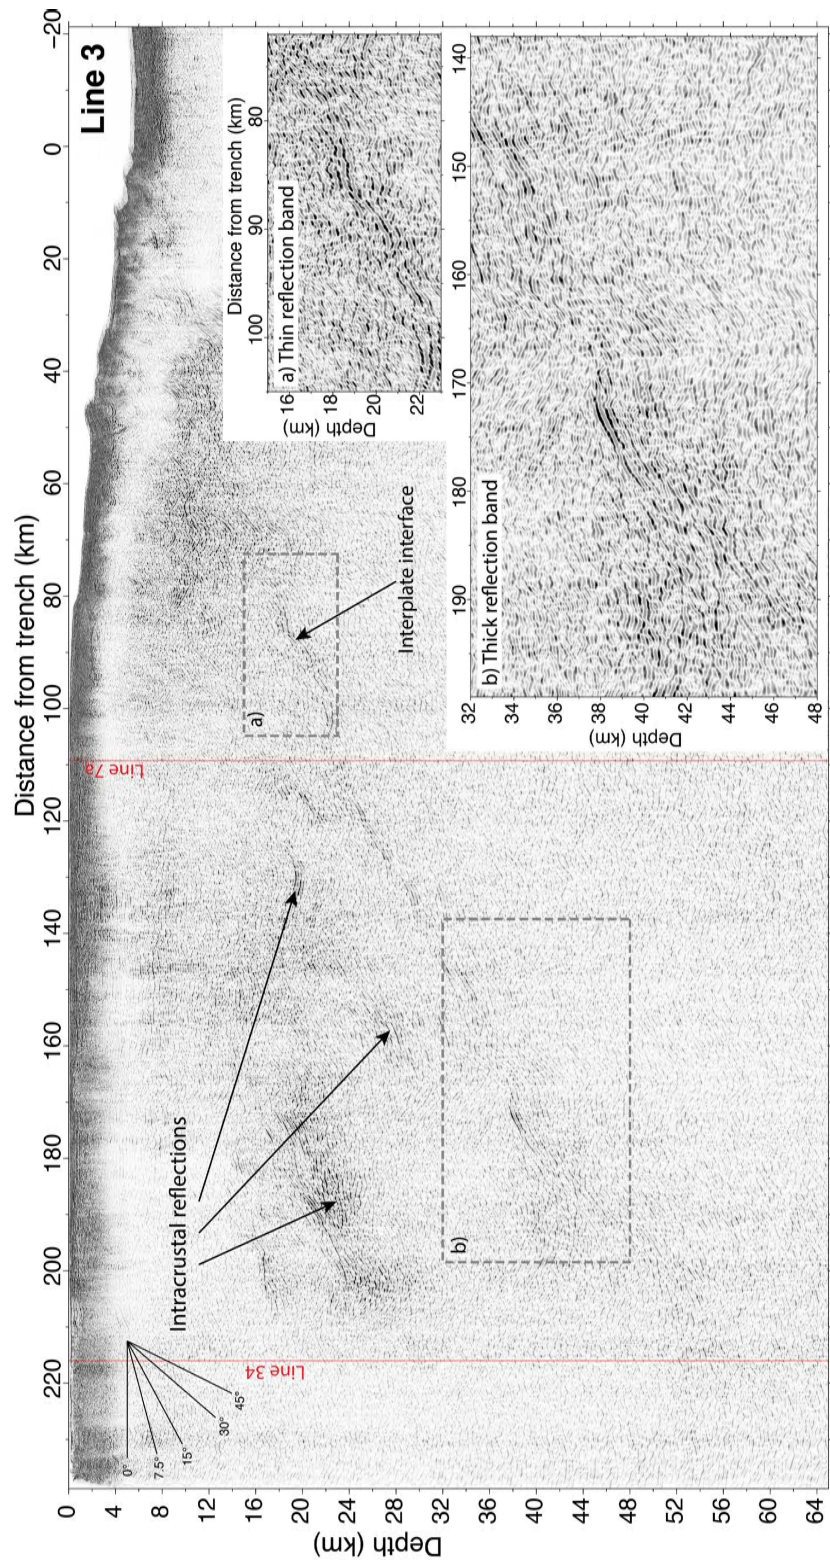 Line 3
Distance from trench (km)
220 200 180 160 140 120 100 80 60 40 20 0 −20
Depth (km)
0
4
8
12
16
20
24
28
32
36
40
44
48
52
56
60
64
Line 34
Line 7a
0°
7.5°
15°
30°
45°
Intracrustal reflections
Interplate interface
a)
b)
Distance from trench (km)
100 90 80
a) Thin reflection band
Depth (km)
16
18
20
22
190 180 170 160 150 140
b) Thick reflection band
Depth (km)
32
34
36
38
40
42
44
46
48